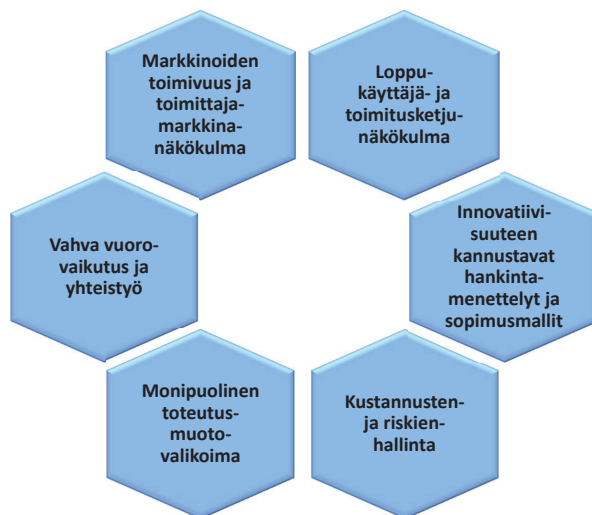 Markkinoiden
toimivuus ja
toimittaja-
markkina-
näkökulma
Loppu-
käyttäjä- ja
toimitusketju-
näkökulma
Innovatiivi-
suuteen
kannustavat
hankinta-
menettelyt ja
sopimusmallit
Kustannusten-
ja riskien-
hallinta
Monipuolinen
toteutus-
muoto-
valikoima
Vahva vuoro-
vaikutus ja
yhteistyö